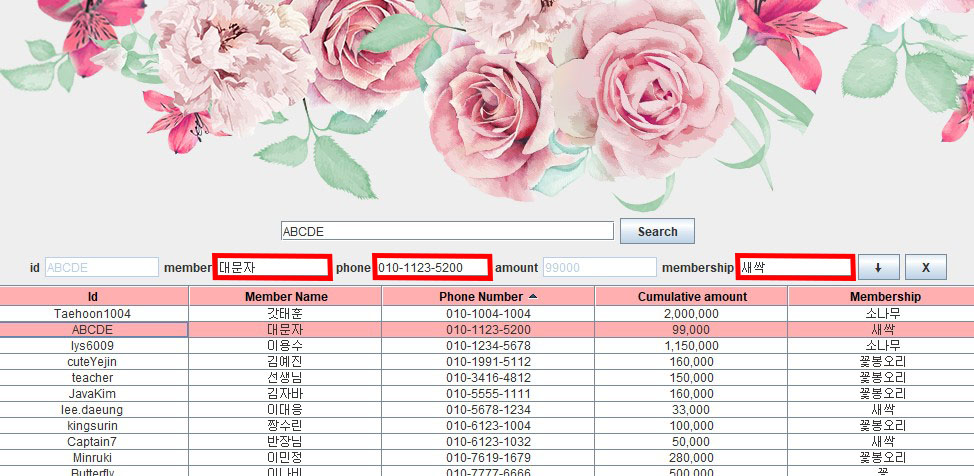 ABCDE Search
id ABCDE member 대문자 phone 010-1123-5200 amount 99000 membership 새싹 X
Id Member Name Phone Number Cumulative amount Membership
Taehoon1004 갓태훈 010-1004-1004 2,000,000 소나무
ABCDE 대문자 010-1123-5200 99,000 새싹
lys6009 이용수 010-1234-5678 1,150,000 소나무
cuteYejin 김예진 010-1991-5112 160,000 꽃봉오리
teacher 선생님 010-3416-4812 150,000 꽃봉오리
JavaKim 김자바 010-5555-1111 160,000 꽃봉오리
lee.daeung 이대웅 010-5678-1234 33,000 새싹
kingsurin 짱수린 010-6123-1004 100,000 꽃봉오리
Captain7 반장님 010-6123-1032 50,000 새싹
Minruki 이민정 010-7619-1679 280,000 꽃봉오리
Butterfly 이나비 010-7777-6666 500,000 꽃